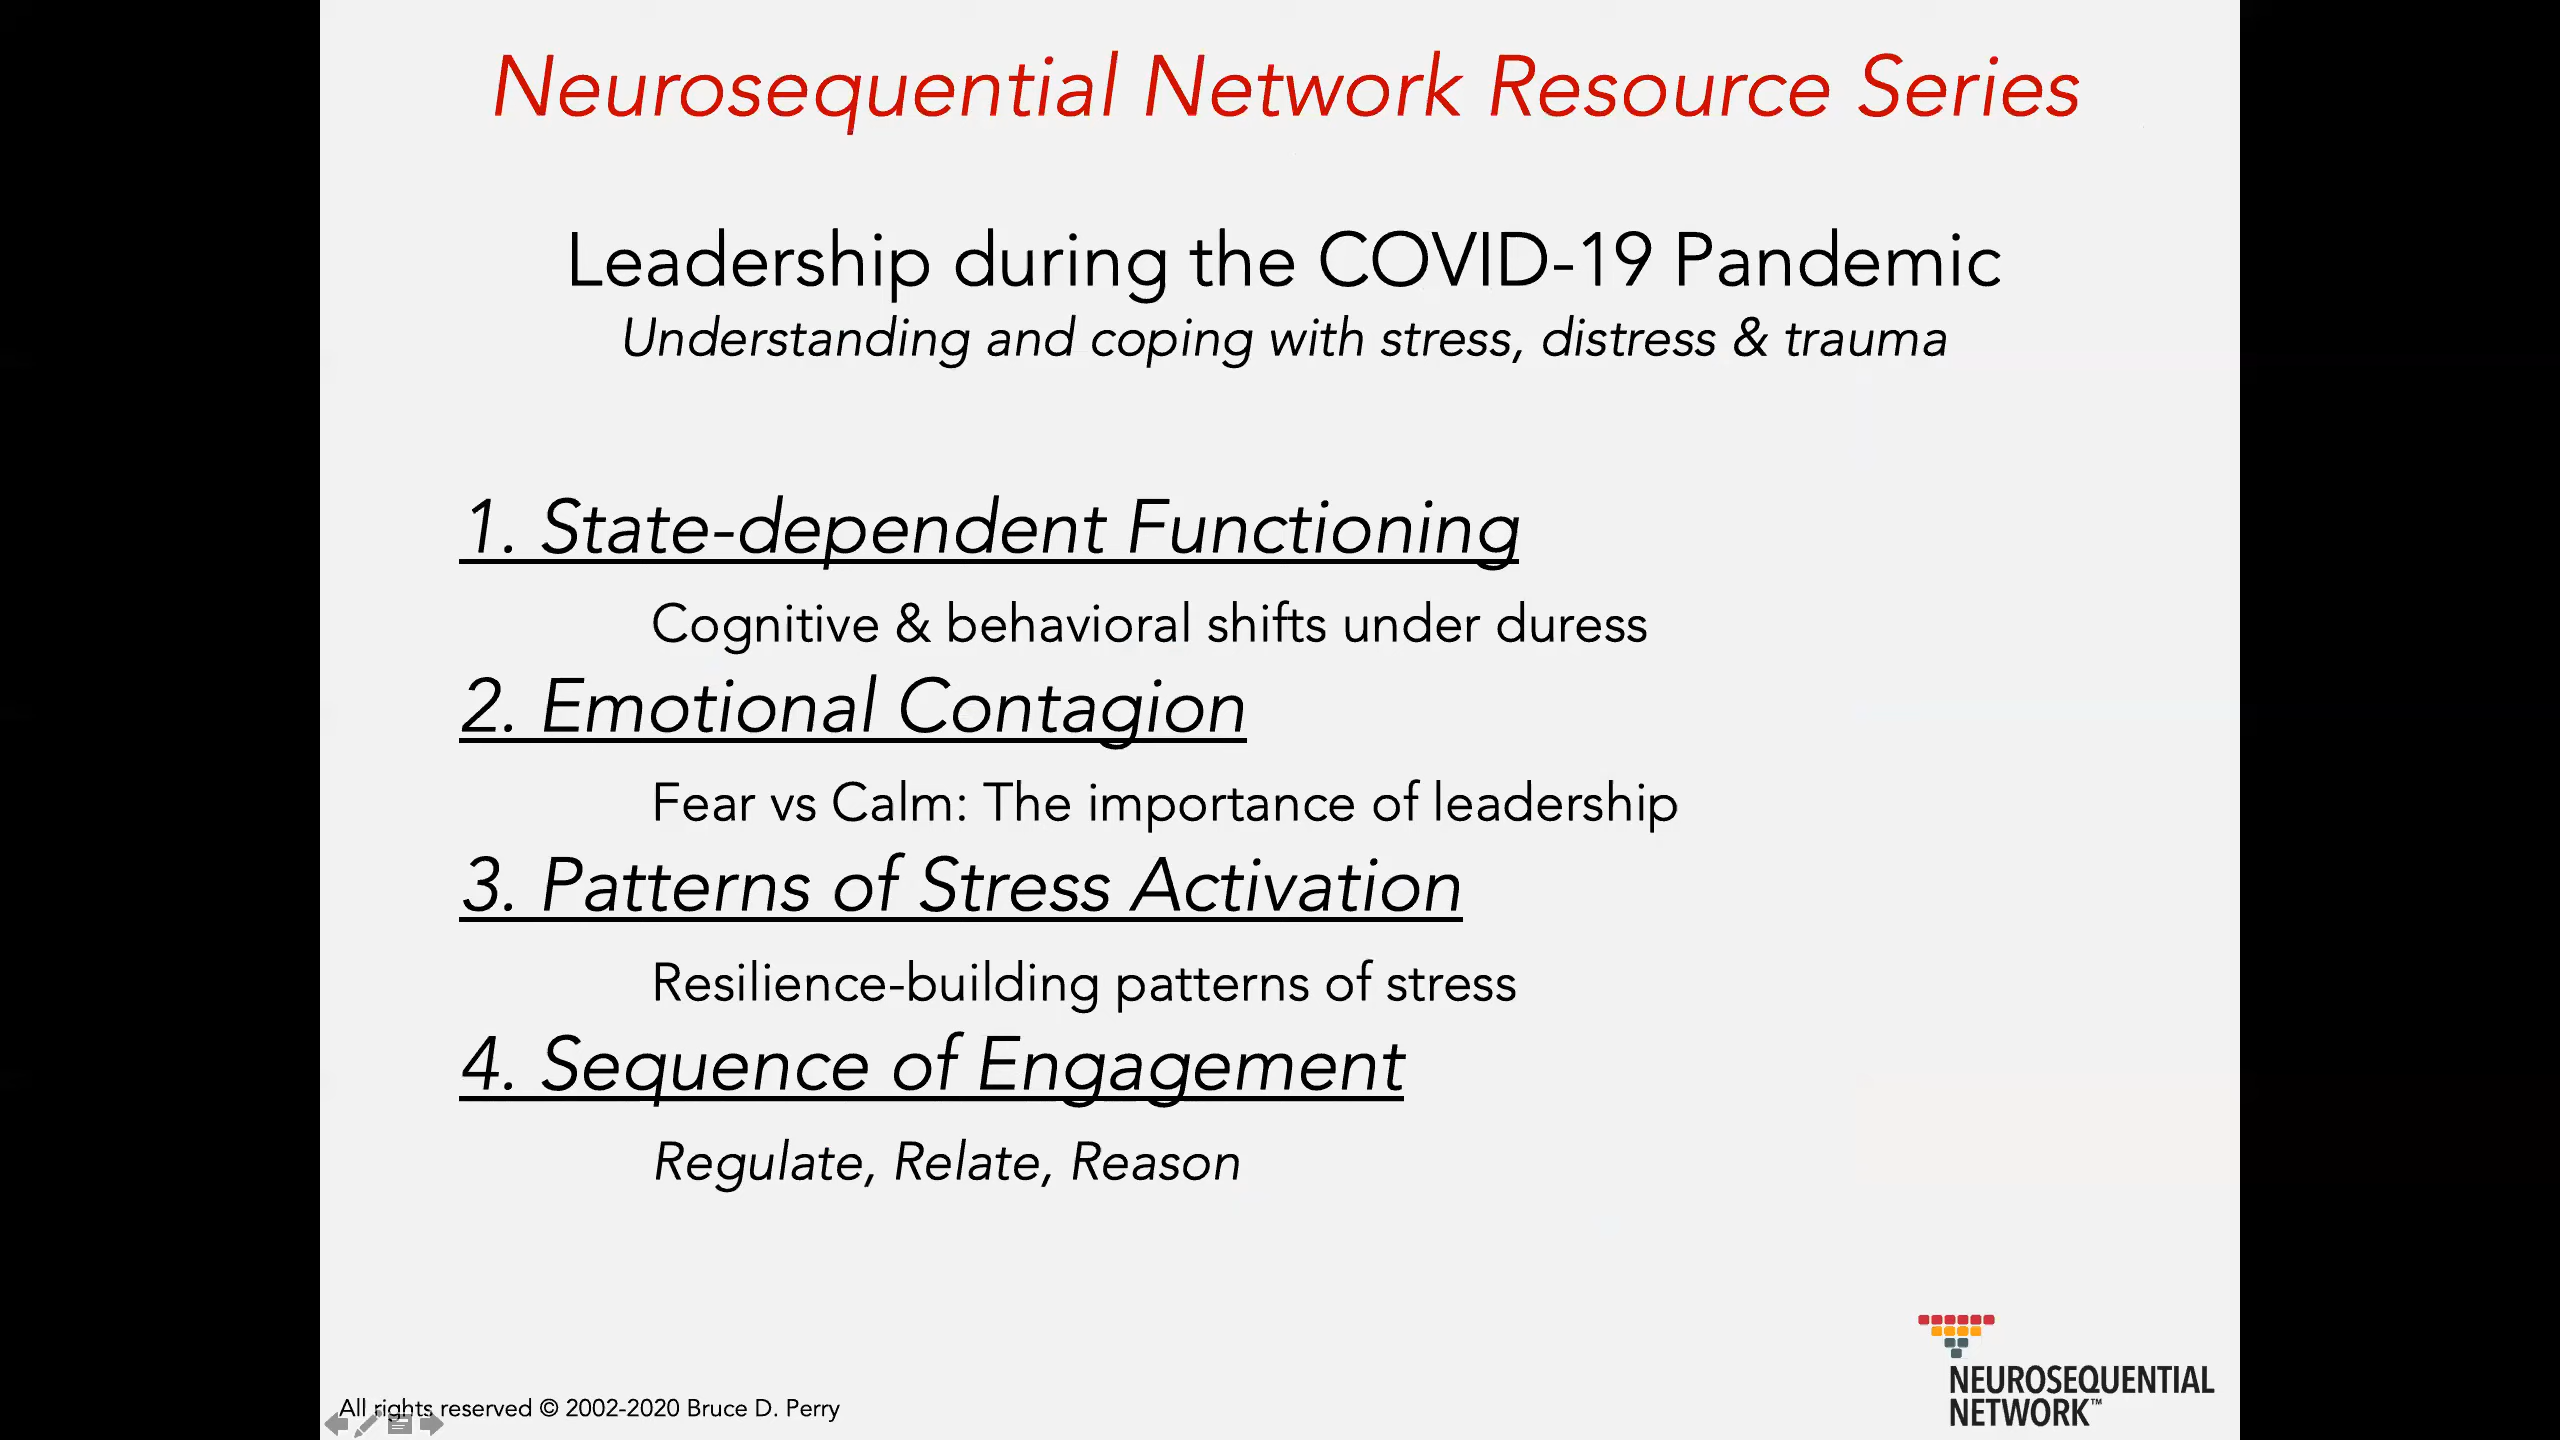 Neurosequential Network Resource Series
Leadership during the COVID-19 Pandemic
Understanding and coping with stress, distress & trauma
1. State-dependent Functioning
Cognitive & behavioral shifts under duress
2. Emotional Contagion
Fear vs Calm: The importance of leadership
3. Patterns of Stress Activation
Resilience-building patterns of stress
4. Sequence of Engagement
Regulate, Relate, Reason
All rights reserved © 2002-2020 Bruce D. Perry
NEUROSEQUENTIAL
NETWORK™